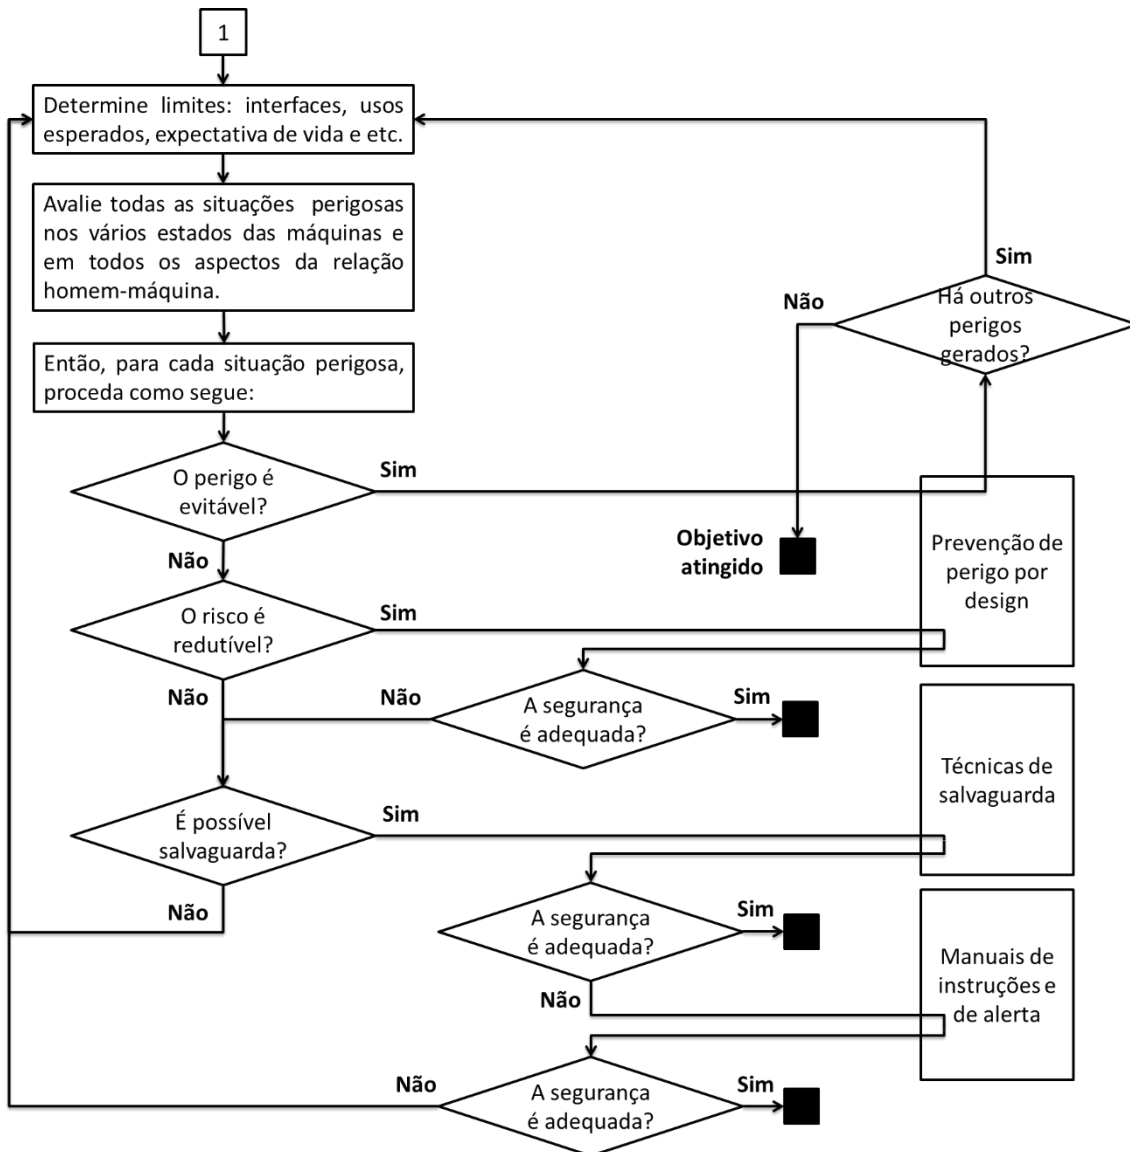 1
Determine limites: interfaces, usos
esperados, expectativa de vida e etc.
Avalie todas as situações perigosas
nos vários estados das máquinas e
em todos os aspectos da relação
homem-máquina.
Sim
Não
Há outros
perigos
gerados?
Então, para cada situação perigosa,
proceda como segue:
O perigo é
evitável?
Sim
Não
Objetivo
atingido
Prevenção de
perigo por
design
O risco é
redutível?
Sim
Não
Não
A segurança
é adequada?
Sim
Técnicas de
salvaguarda
É possível
salvaguarda?
Sim
Não
A segurança
é adequada?
Sim
Não
Manuais de
instruções e
de alerta
Não
A segurança
é adequada?
Sim